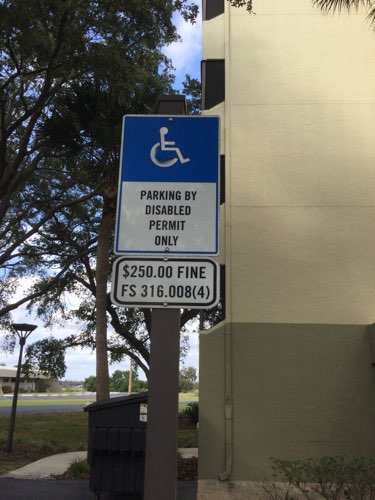 PARKING BY
DISABLED
PERMIT
ONLY
$250.00 FINE
FS 316.008(4)